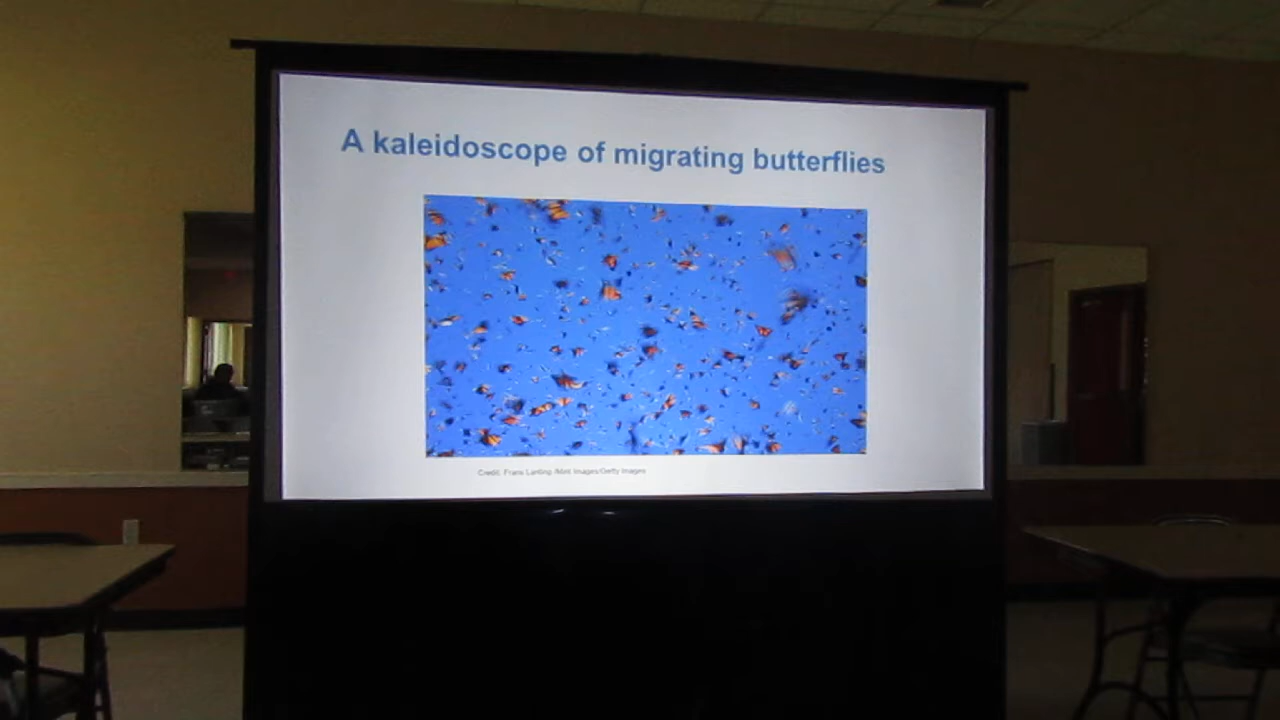 A kaleidoscope of migrating butterflies
Credit: Frans Lanting /Mint Images/Getty Images